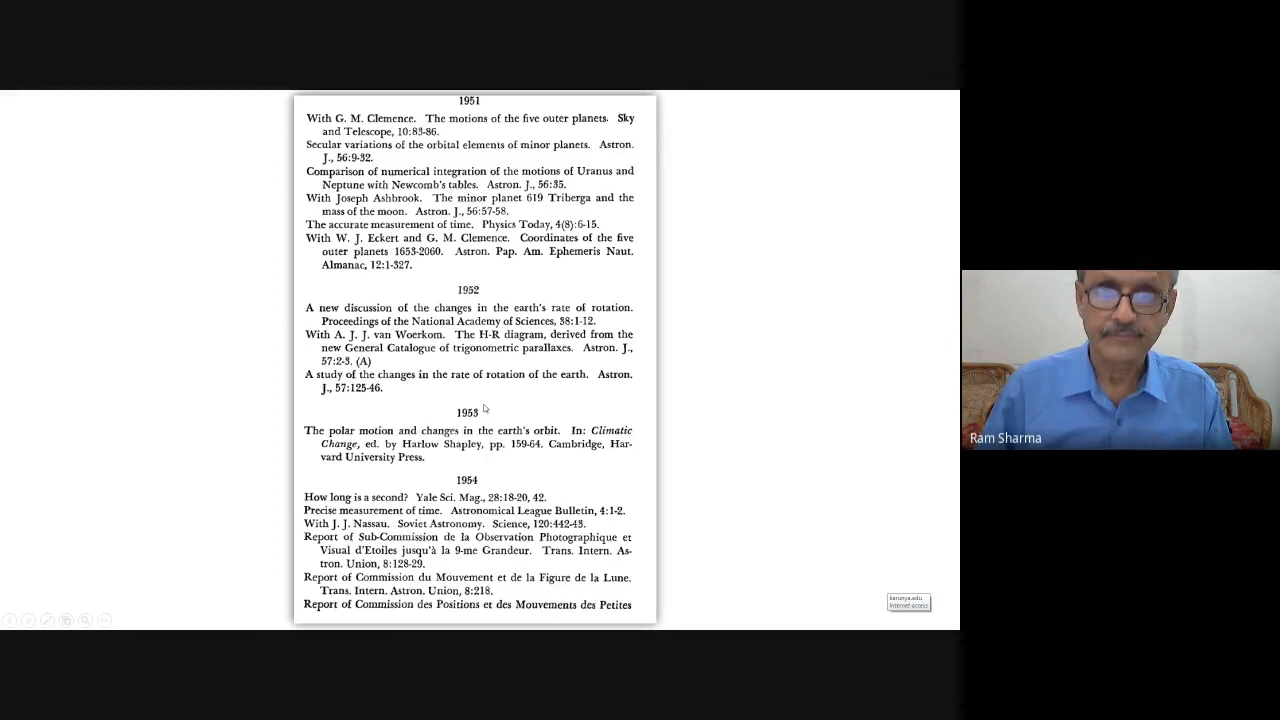 1951
With G. M. Clemence. The motions of the five outer planets. Sky
and Telescope, 10:83-86.
Secular variations of the orbital elements of minor planets. Astron.
J., 56:9-32.
Comparison of numerical integration of the motions of Uranus and
Neptune with Newcomb's tables. Astron. J., 56:35.
With Joseph Ashbrook. The minor planet 619 Triberga and the
mass of the moon. Astron. J., 56:57-58.
The accurate measurement of time. Physics Today, 4(8):6-15.
With W. J. Eckert and G. M. Clemence. Coordinates of the five
outer planets 1653-2060. Astron. Pap. Am. Ephemeris Naut.
Almanac, 12:1-327.
1952
A new discussion of the changes in the earth's rate of rotation.
Proceedings of the National Academy of Sciences, 38:1-12.
With A. J. J. van Woerkom. The H-R diagram, derived from the
new General Catalogue of trigonometric parallaxes. Astron. J.,
57:2-3. (A)
A study of the changes in the rate of rotation of the earth. Astron.
J., 57:125-46.
1953
The polar motion and changes in the earth's orbit. In: Climatic
Change, ed. by Harlow Shapley, pp. 159-64. Cambridge, Har-
vard University Press.
1954
How long is a second? Yale Sci. Mag., 28:18-20, 42.
Precise measurement of time. Astronomical League Bulletin, 4:1-2.
With J. J. Nassau. Soviet Astronomy. Science, 120:442-43.
Report of Sub-Commission de la Observation Photographique et
Visual d'Etoiles jusqu'à la 9-me Grandeur. Trans. Intern. As-
tron. Union, 8:128-29.
Report of Commission du Mouvement et de la Figure de la Lune.
Trans. Intern. Astron. Union, 8:218.
Report of Commission des Positions et des Mouvements des Petites
karunya.edu
Internet access
Ram Sharma